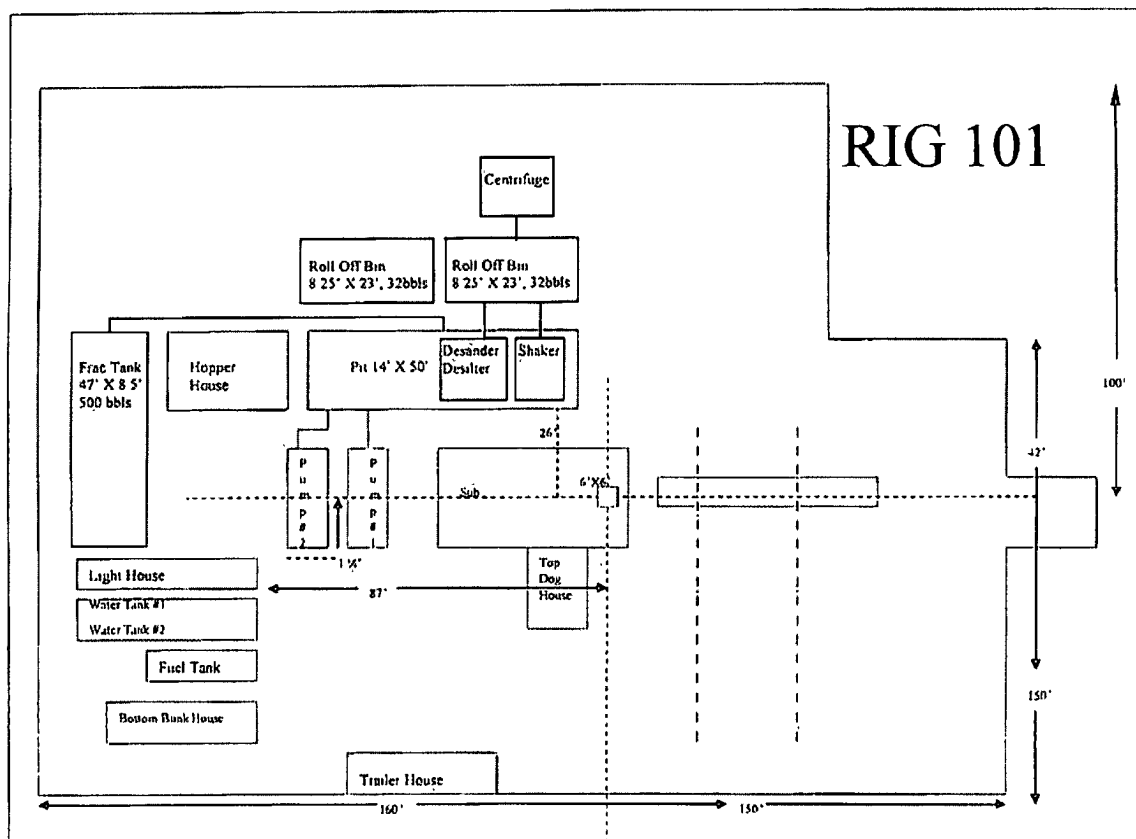 RIG 101
Centrifuge
Roll Off Bin
8 25' X 23', 32bbls
Roll Off Bin
8 25' X 23', 32bbls
Frac Tank
47' X 8 5'
500 bbls
Hopper
House
Pit 14' X 50'
Desander
Desilter
Shaker
100'
26'
42'
Pump #2
Pump #1
Sub
6'X6'
Light House
Top
Dog
House
87'
Water Tank #1
Water Tank #2
Fuel Tank
150'
Bottom Bunk House
Trailer House
160'
150'